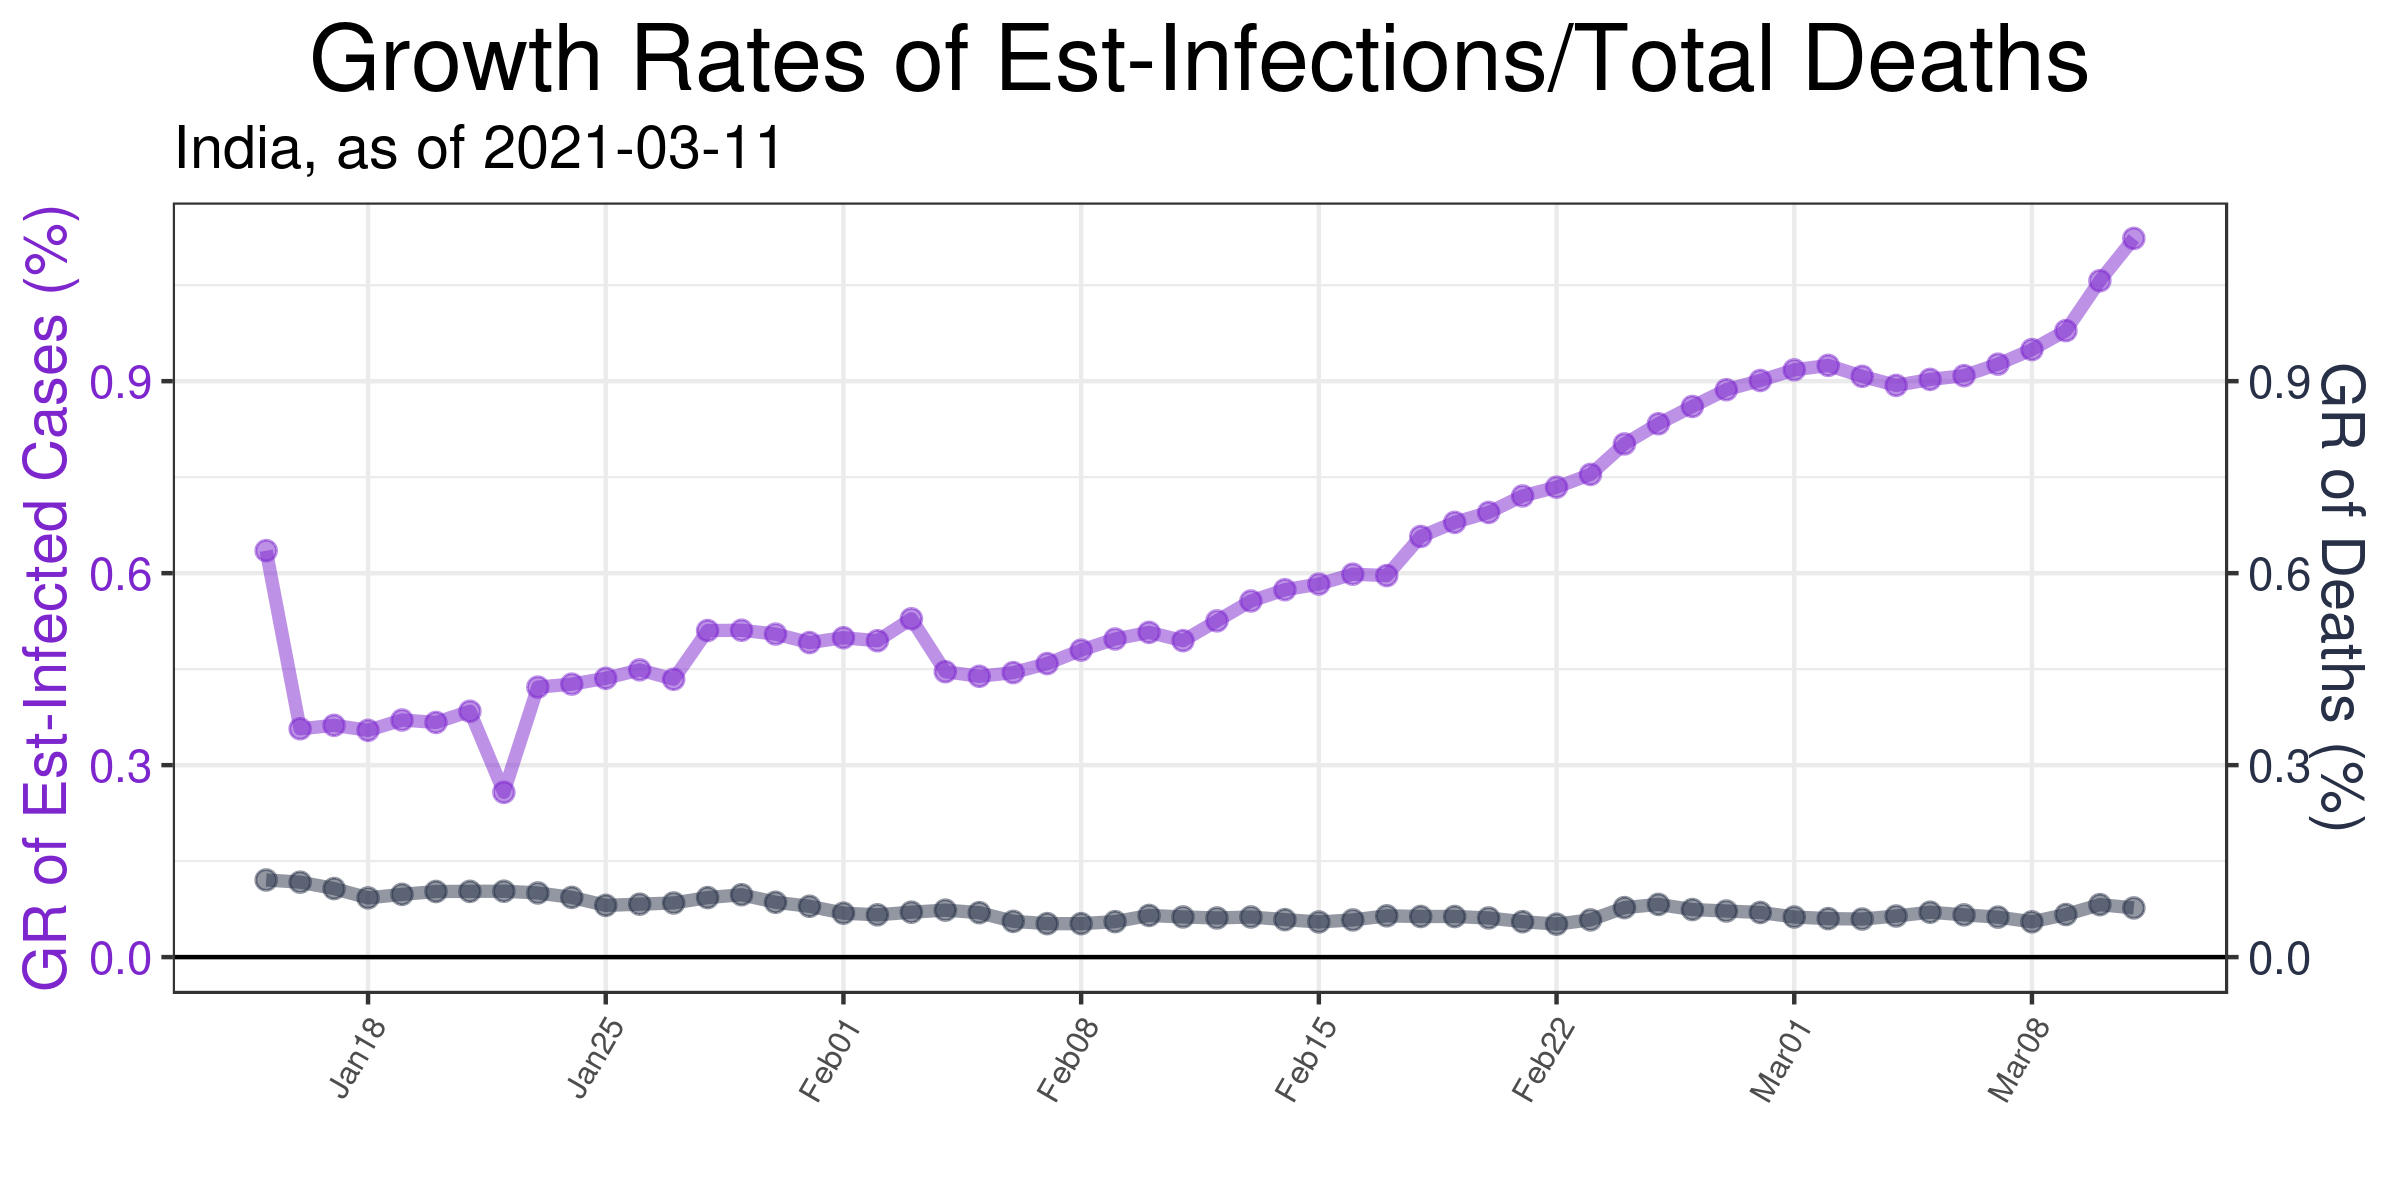 Growth Rates of Est-Infections/Total Deaths
India, as of 2021-03-11
GR of Est-Infected Cases (%)
0.9
0.6
0.3
0.0
0.9
0.6
0.3
0.0
GR of Deaths (%)
Jan18
Jan25
Feb01
Feb08
Feb15
Feb22
Mar01
Mar08